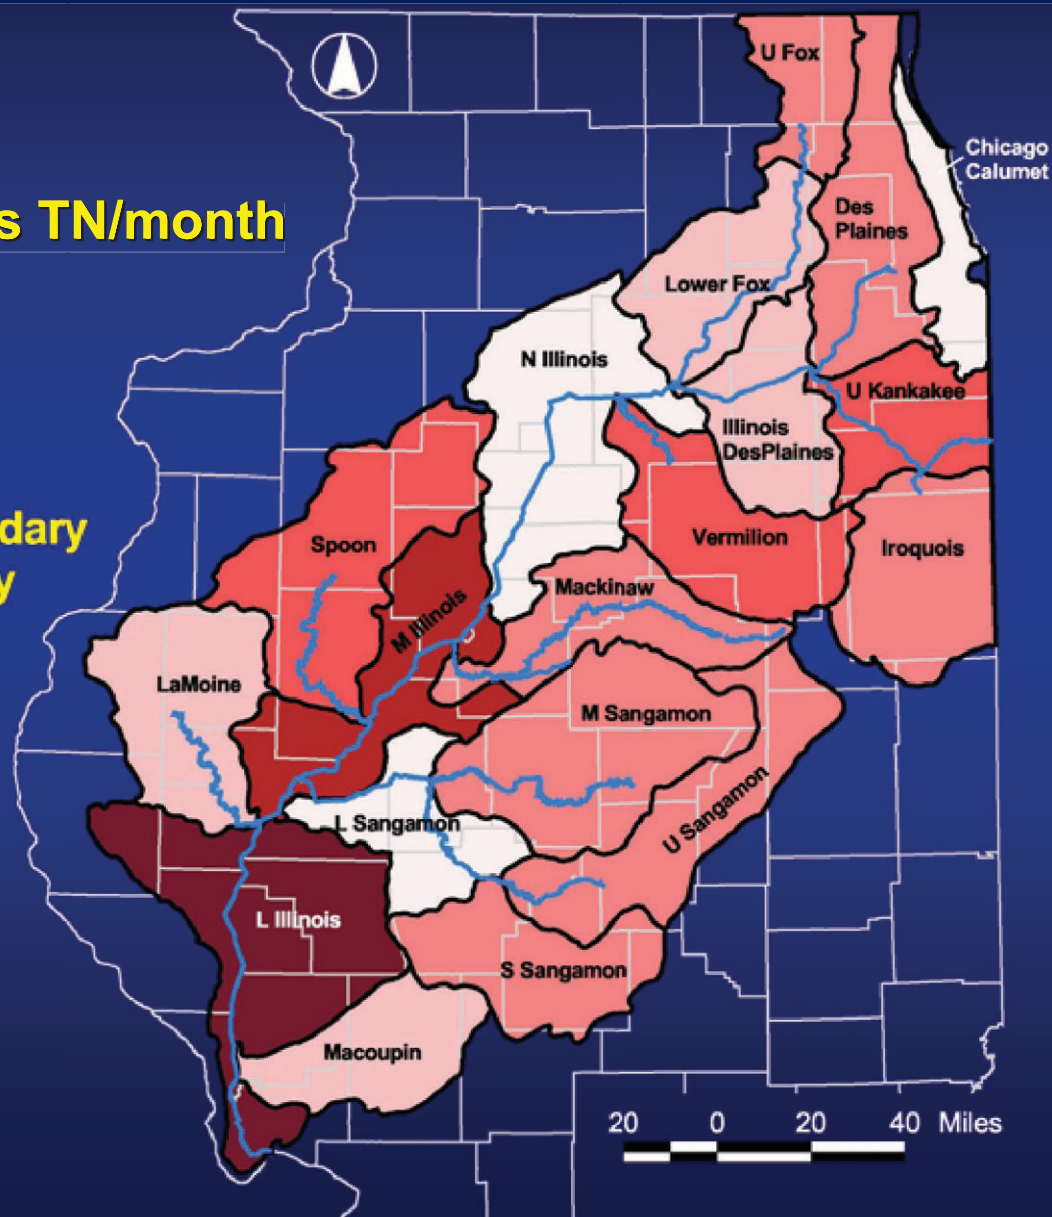 U Fox
Chicago
Calumet
s TN/month
Des
Plaines
Lower Fox
N Illinois
U Kankakee
Illinois
DesPlaines
dary
y
Spoon
Vermilion
Iroquois
Mackinaw
M Illinois
LaMoine
M Sangamon
U Sangamon
L Sangamon
L Illinois
S Sangamon
Macoupin
20 0 20 40 Miles